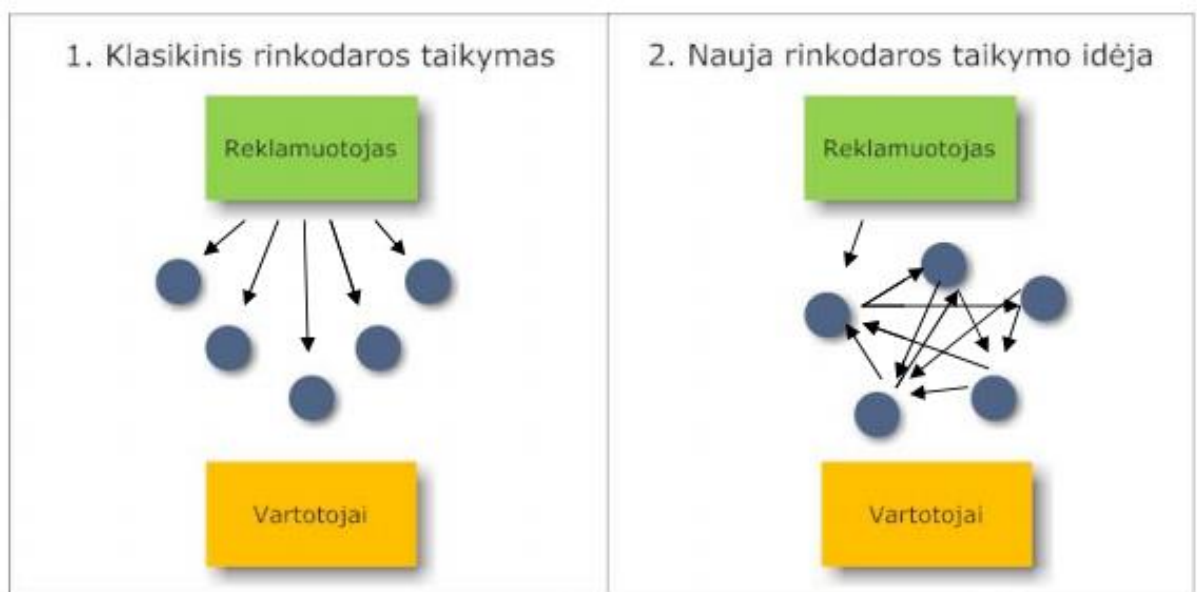 1. Klasikinis rinkodaros taikymas
Reklamuotojas
Vartotojai
2. Nauja rinkodaros taikymo idėja
Reklamuotojas
Vartotojai